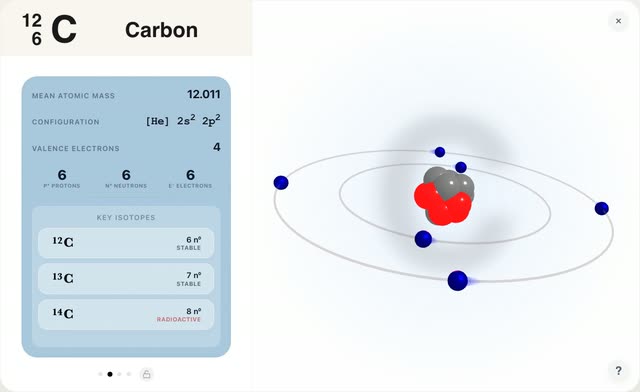 12
6 C Carbon
MEAN ATOMIC MASS 12.011
CONFIGURATION [He] 2s² 2p²
VALENCE ELECTRONS 4
6 6 6
P⁺ PROTONS N⁰ NEUTRONS E⁻ ELECTRONS
KEY ISOTOPES
¹²C 6 n⁰
STABLE
¹³C 7 n⁰
STABLE
¹⁴C 8 n⁰
RADIOACTIVE
×
?